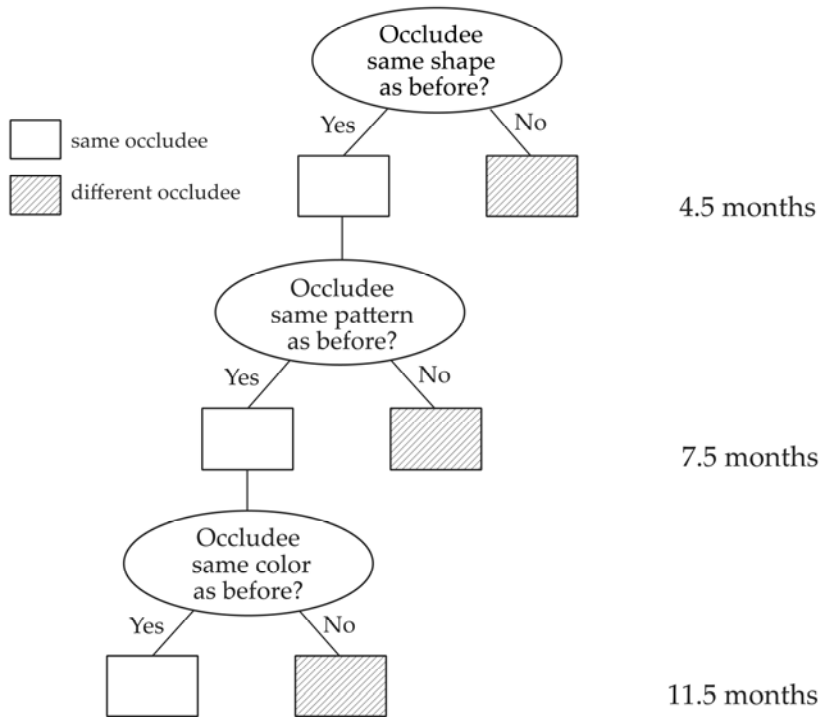 Occludee
same shape
as before?
Yes
No
same occludee
different occludee
4.5 months
Occludee
same pattern
as before?
Yes
No
7.5 months
Occludee
same color
as before?
Yes
No
11.5 months